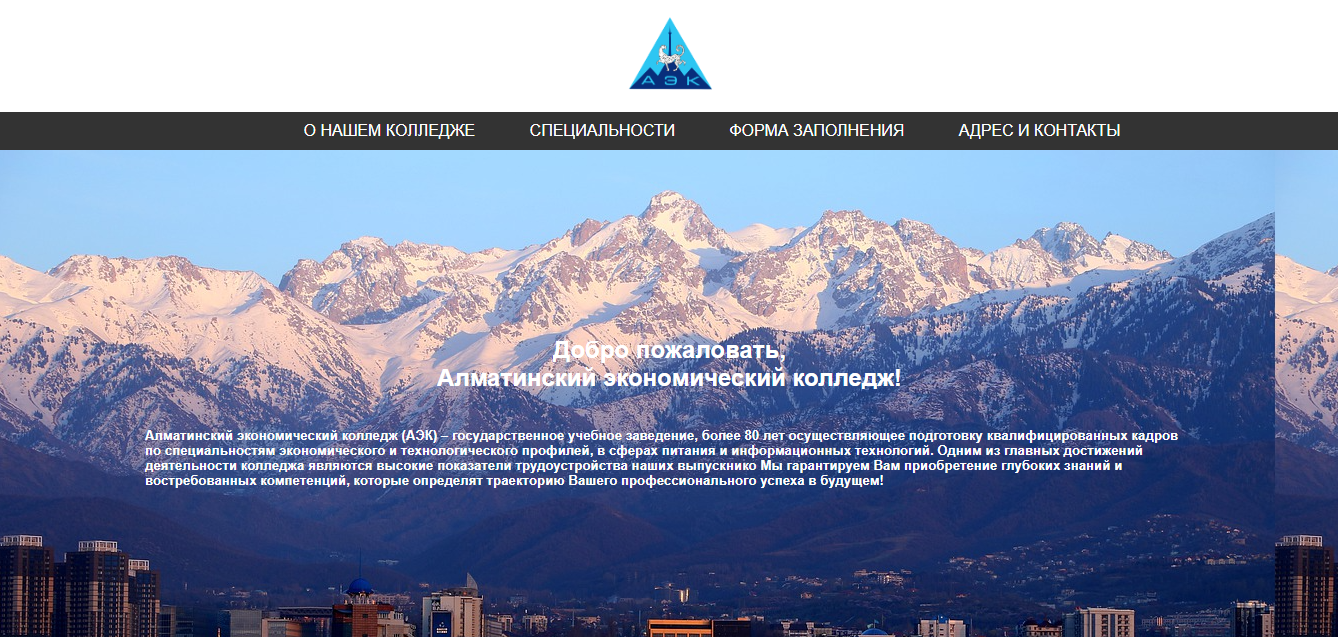 АЭК
О НАШЕМ КОЛЛЕДЖЕ СПЕЦИАЛЬНОСТИ ФОРМА ЗАПОЛНЕНИЯ АДРЕС И КОНТАКТЫ
Добро пожаловать,
Алматинский экономический колледж!
Алматинский экономический колледж (АЭК) – государственное учебное заведение, более 80 лет осуществляющее подготовку квалифицированных кадров
по специальностям экономического и технологического профилей, в сферах питания и информационных технологий. Одним из главных достижений
деятельности колледжа являются высокие показатели трудоустройства наших выпускнико Мы гарантируем Вам приобретение глубоких знаний и
востребованных компетенций, которые определят траекторию Вашего профессионального успеха в будущем!